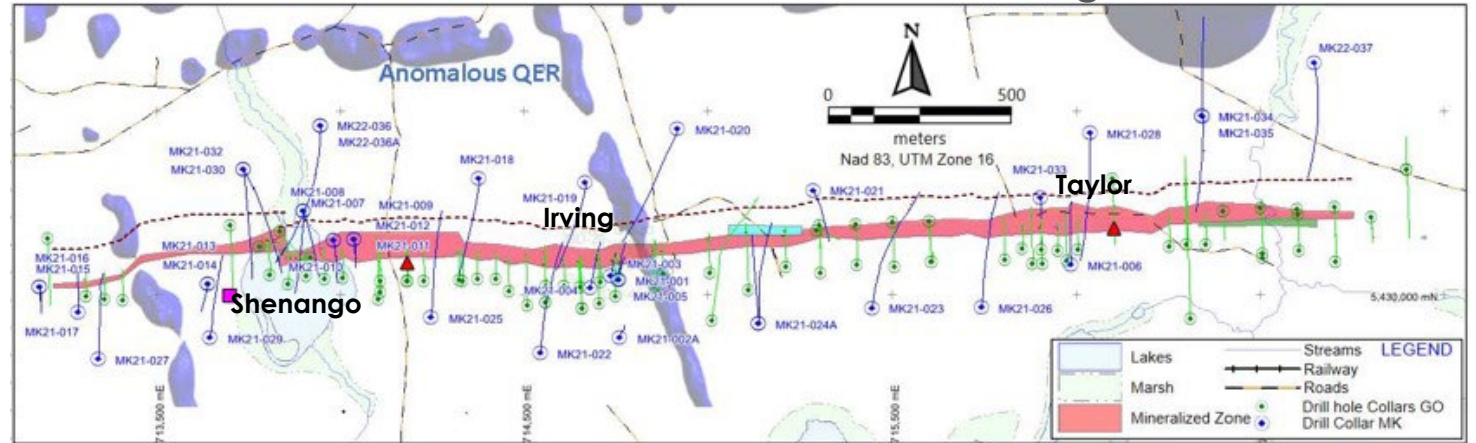 Anomalous QER
N
0 500
meters
Nad 83, UTM Zone 16
MK22-037
MK22-036
MK22-036A
MK21-020
MK21-034
MK21-035
MK21-028
MK21-032
MK21-030
MK21-018
MK21-033
Taylor
MK21-008
MK21-007
MK21-009
MK21-019
MK21-021
Irving
MK21-012
MK21-013
MK21-011
MK21-016
MK21-015
MK21-014
MK21-010
MK21-003
MK21-001
MK21-004
MK21-005
MK21-006
Shenango
5,430,000 mN
MK21-017
MK21-029
MK21-025
MK21-002A
MK21-024A
MK21-023
MK21-026
MK21-027
MK21-022
713,500 mE
714,500 mE
715,500 mE
LEGEND
Lakes
Marsh
Mineralized Zone
Streams
Railway
Roads
Drill hole Collars GO
Drill Collar MK